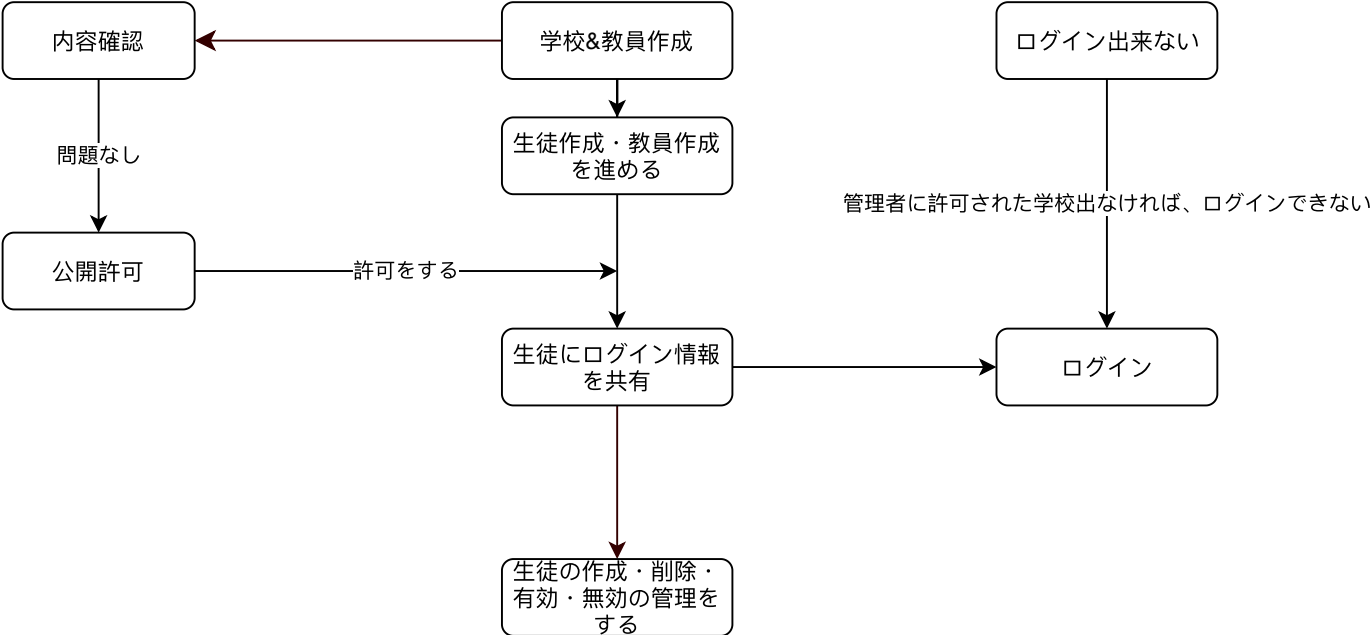 内容確認
学校&教員作成
ログイン出来ない
生徒作成・教員作成
を進める
問題なし
管理者に許可された学校出なければ、ログインできない
公開許可
許可をする
生徒にログイン情報
を共有
ログイン
生徒の作成・削除・
有効・無効の管理を
する